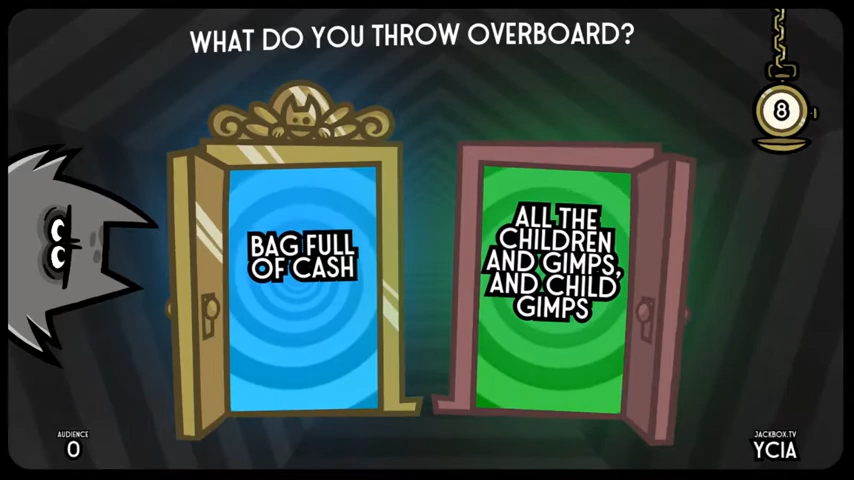 WHAT DO YOU THROW OVERBOARD?
8
BAG FULL
OF CASH
ALL THE
CHILDREN
AND GIMPS,
AND CHILD
GIMPS
AUDIENCE
0
JACKBOX.TV
YCIA